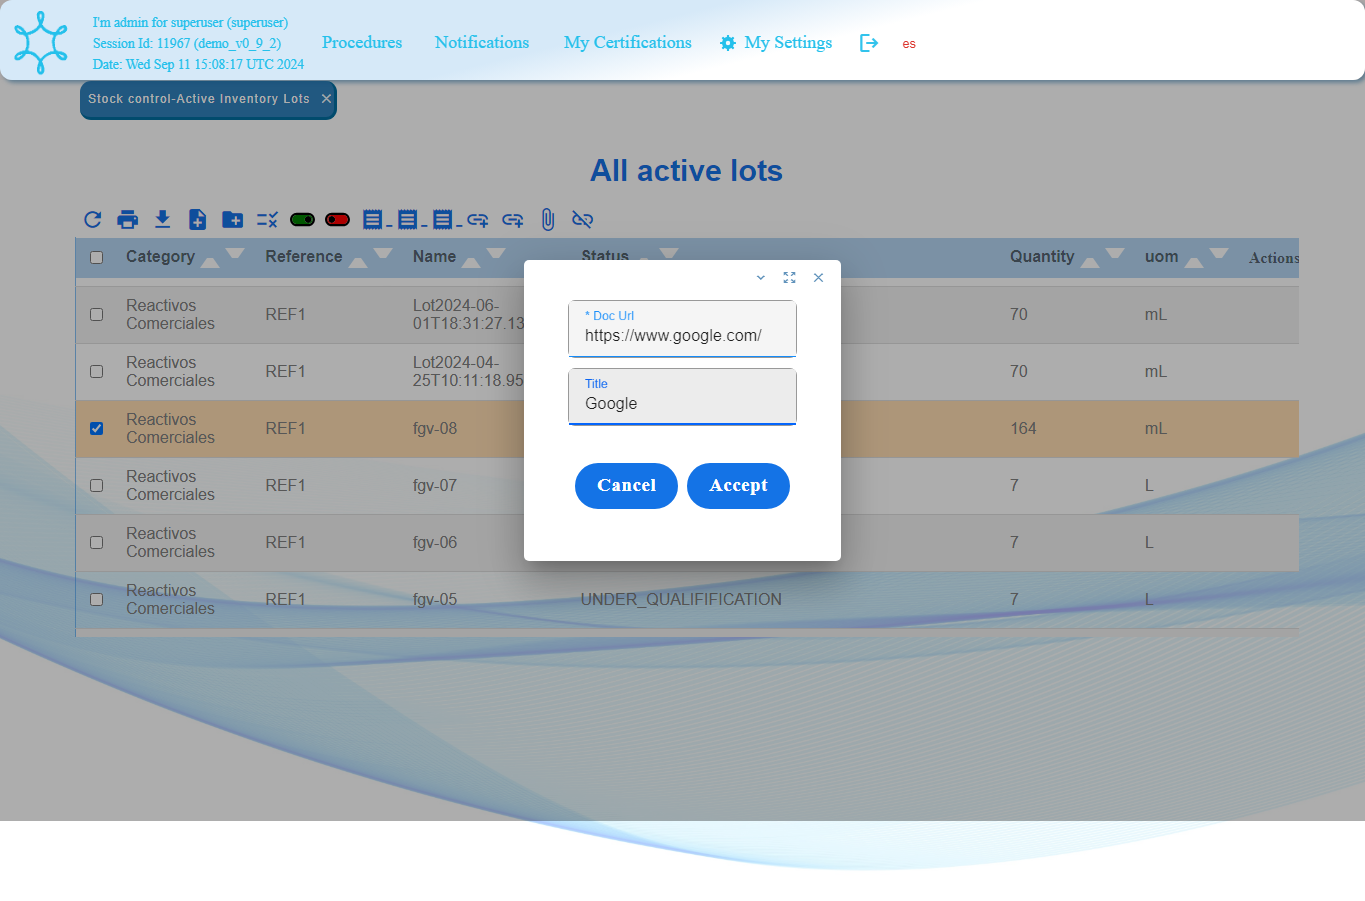 I'm admin for superuser (superuser)
Session Id: 11967 (demo_v0_9_2)
Date: Wed Sep 11 15:08:17 UTC 2024
Procedures
Notifications
My Certifications
My Settings
es
Stock control-Active Inventory Lots
All active lots
Category
Reference
Name
Status
Quantity
uom
Actions
Reactivos
Comerciales
REF1
Lot2024-06-
01T18:31:27.13
70
mL
Reactivos
Comerciales
REF1
Lot2024-04-
25T10:11:18.95
70
mL
Reactivos
Comerciales
REF1
fgv-08
164
mL
Reactivos
Comerciales
REF1
fgv-07
7
L
Reactivos
Comerciales
REF1
fgv-06
7
L
Reactivos
Comerciales
REF1
fgv-05
UNDER_QUALIFIFICATION
7
L
* Doc Url
https://www.google.com/
Title
Google
Cancel
Accept